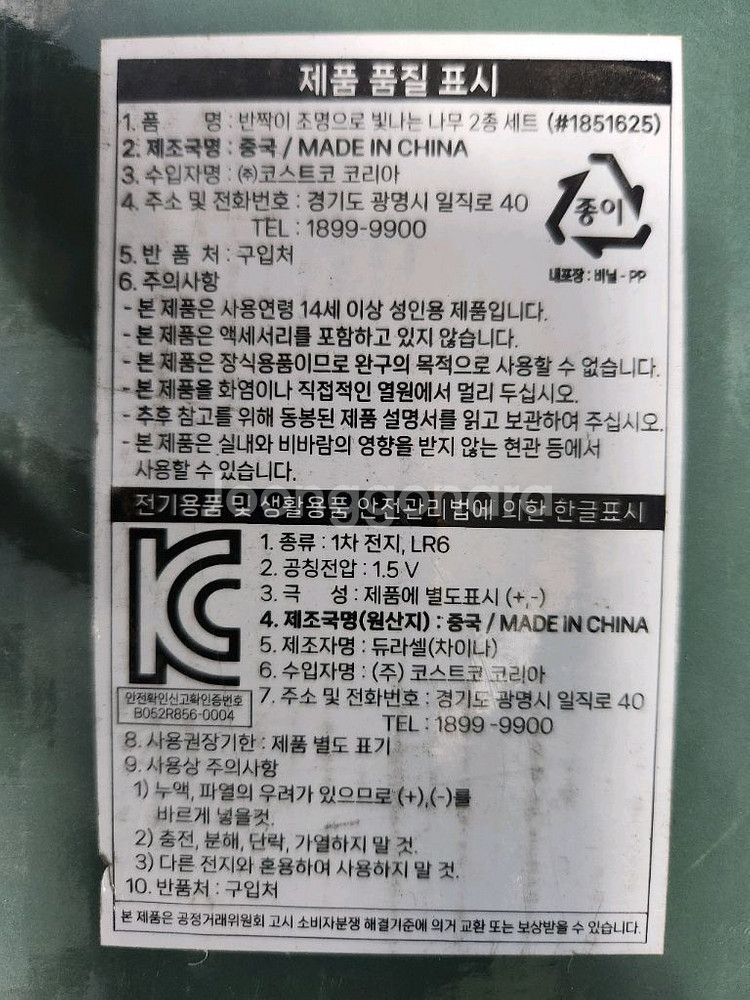 제품 품질 표시
1. 품 명 : 반짝이 조명으로 빛나는 나무 2종 세트 (#1851625)
2. 제조국명 : 중국 / MADE IN CHINA
3. 수입자명 : ㈜코스트코 코리아
4. 주소 및 전화번호 : 경기도 광명시 일직로 40
TEL : 1899-9900
종이
내포장 : 비닐 - PP
5. 반 품 처 : 구입처
6. 주의사항
- 본 제품은 사용연령 14세 이상 성인용 제품입니다.
- 본 제품은 액세서리를 포함하고 있지 않습니다.
- 본 제품은 장식용품이므로 완구의 목적으로 사용할 수 없습니다.
- 본 제품을 화염이나 직접적인 열원에서 멀리 두십시오.
- 추후 참고를 위해 동봉된 제품 설명서를 읽고 보관하여 주십시오.
- 본 제품은 실내와 비바람의 영향을 받지 않는 현관 등에서
사용할 수 있습니다.
joonggonara
전기용품 및 생활용품 안전관리법에 의한 한글표시
KC
안전확인신고확인증번호
B052R856-0004
1. 종류 : 1차 전지, LR6
2. 공칭전압 : 1.5 V
3. 극 성 : 제품에 별도표시 (+,-)
4. 제조국명(원산지) : 중국 / MADE IN CHINA
5. 제조자명 : 듀라셀(차이나)
6. 수입자명 : (주) 코스트코 코리아
7. 주소 및 전화번호 : 경기도 광명시 일직로 40
TEL : 1899 -9900
8. 사용권장기한 : 제품 별도 표기
9. 사용상 주의사항
1) 누액, 파열의 우려가 있으므로 (+),(-)를
바르게 넣을것.
2) 충전, 분해, 단락, 가열하지 말 것.
3) 다른 전지와 혼용하여 사용하지 말 것.
10. 반품처 : 구입처
본 제품은 공정거래위원회 고시 소비자분쟁 해결기준에 의거 교환 또는 보상받을 수 있습니다.